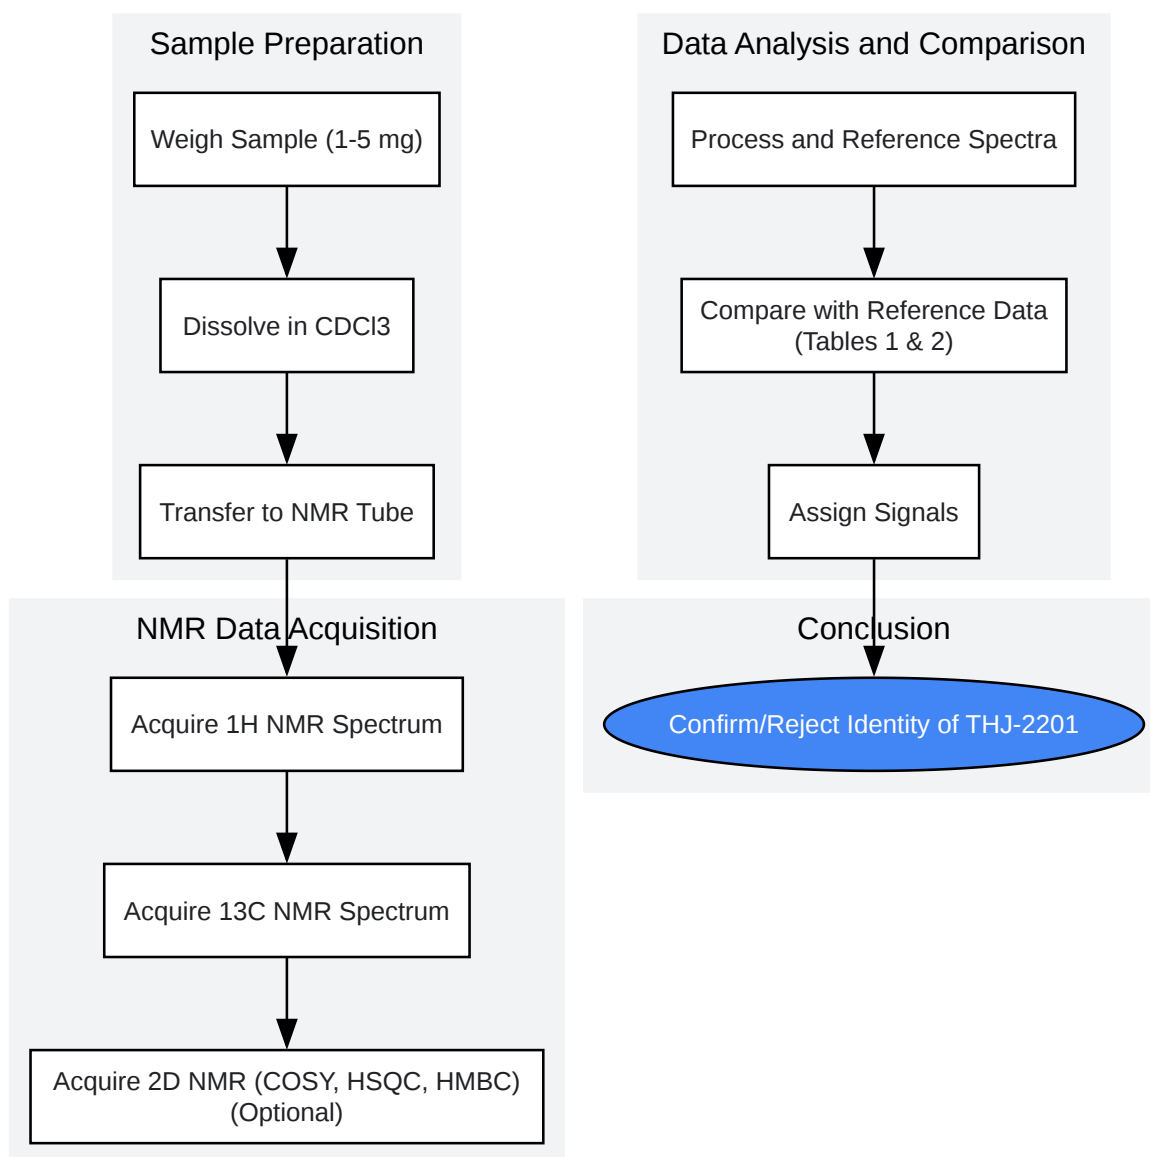 Sample Preparation
Weigh Sample (1-5 mg)
Dissolve in CDCl3
Transfer to NMR Tube
NMR Data Acquisition
Acquire 1H NMR Spectrum
Acquire 13C NMR Spectrum
Acquire 2D NMR (COSY, HSQC, HMBC)
(Optional)
Data Analysis and Comparison
Process and Reference Spectra
Compare with Reference Data
(Tables 1 & 2)
Assign Signals
Conclusion
Confirm/Reject Identity of THJ-2201